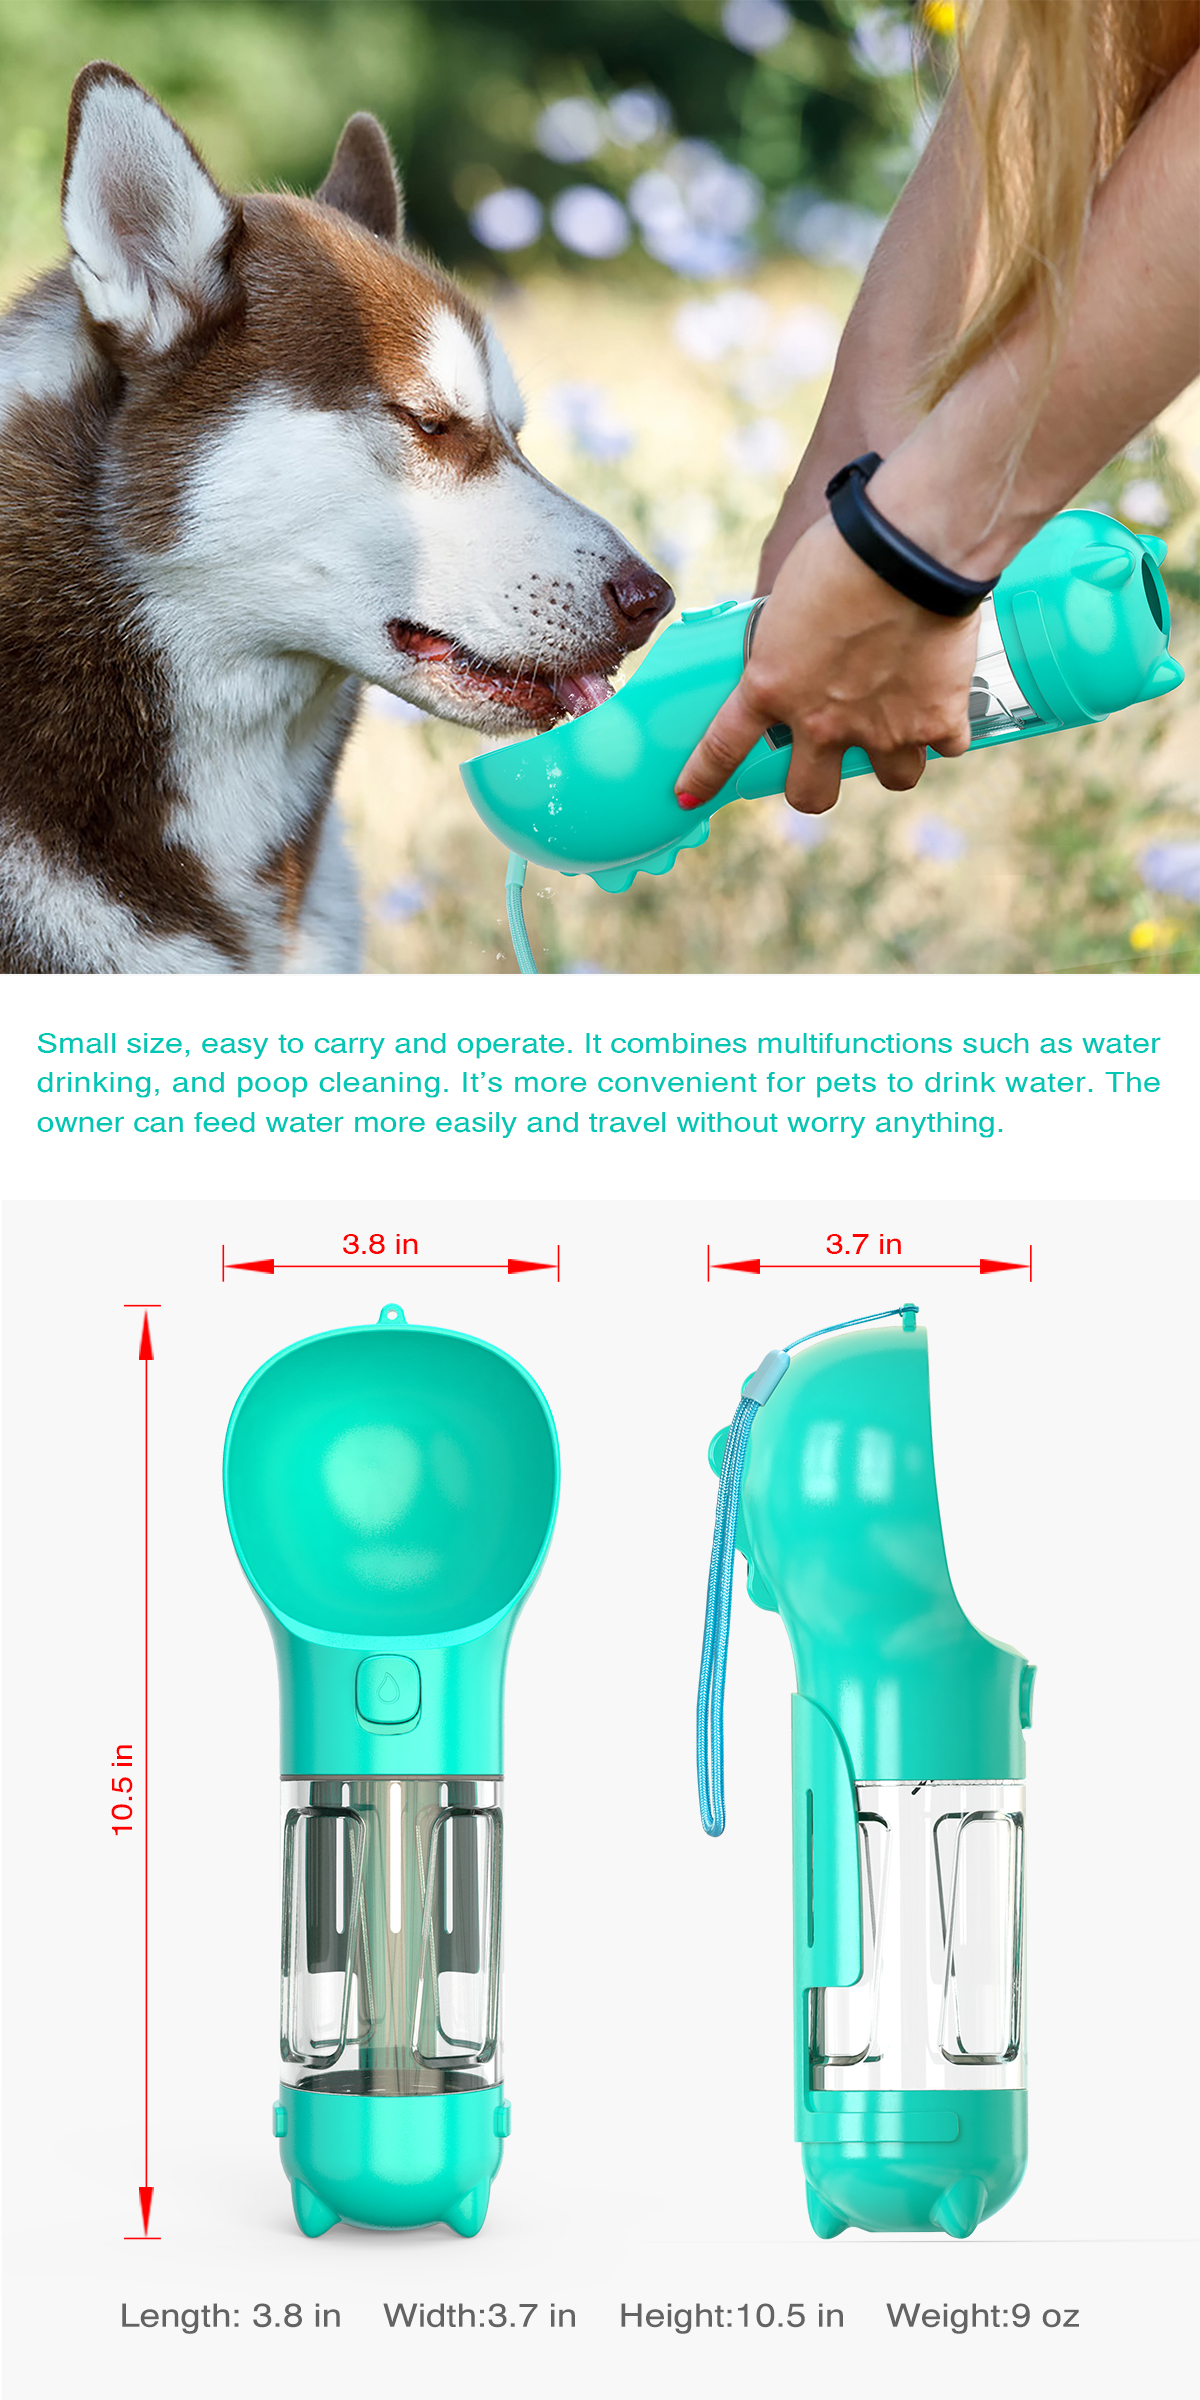 Small size, easy to carry and operate. It combines multifunctions such as water
drinking, and poop cleaning. It’s more convenient for pets to drink water. The
owner can feed water more easily and travel without worry anything.
3.8 in
3.7 in
10.5 in
Length: 3.8 in Width:3.7 in Height:10.5 in Weight:9 oz